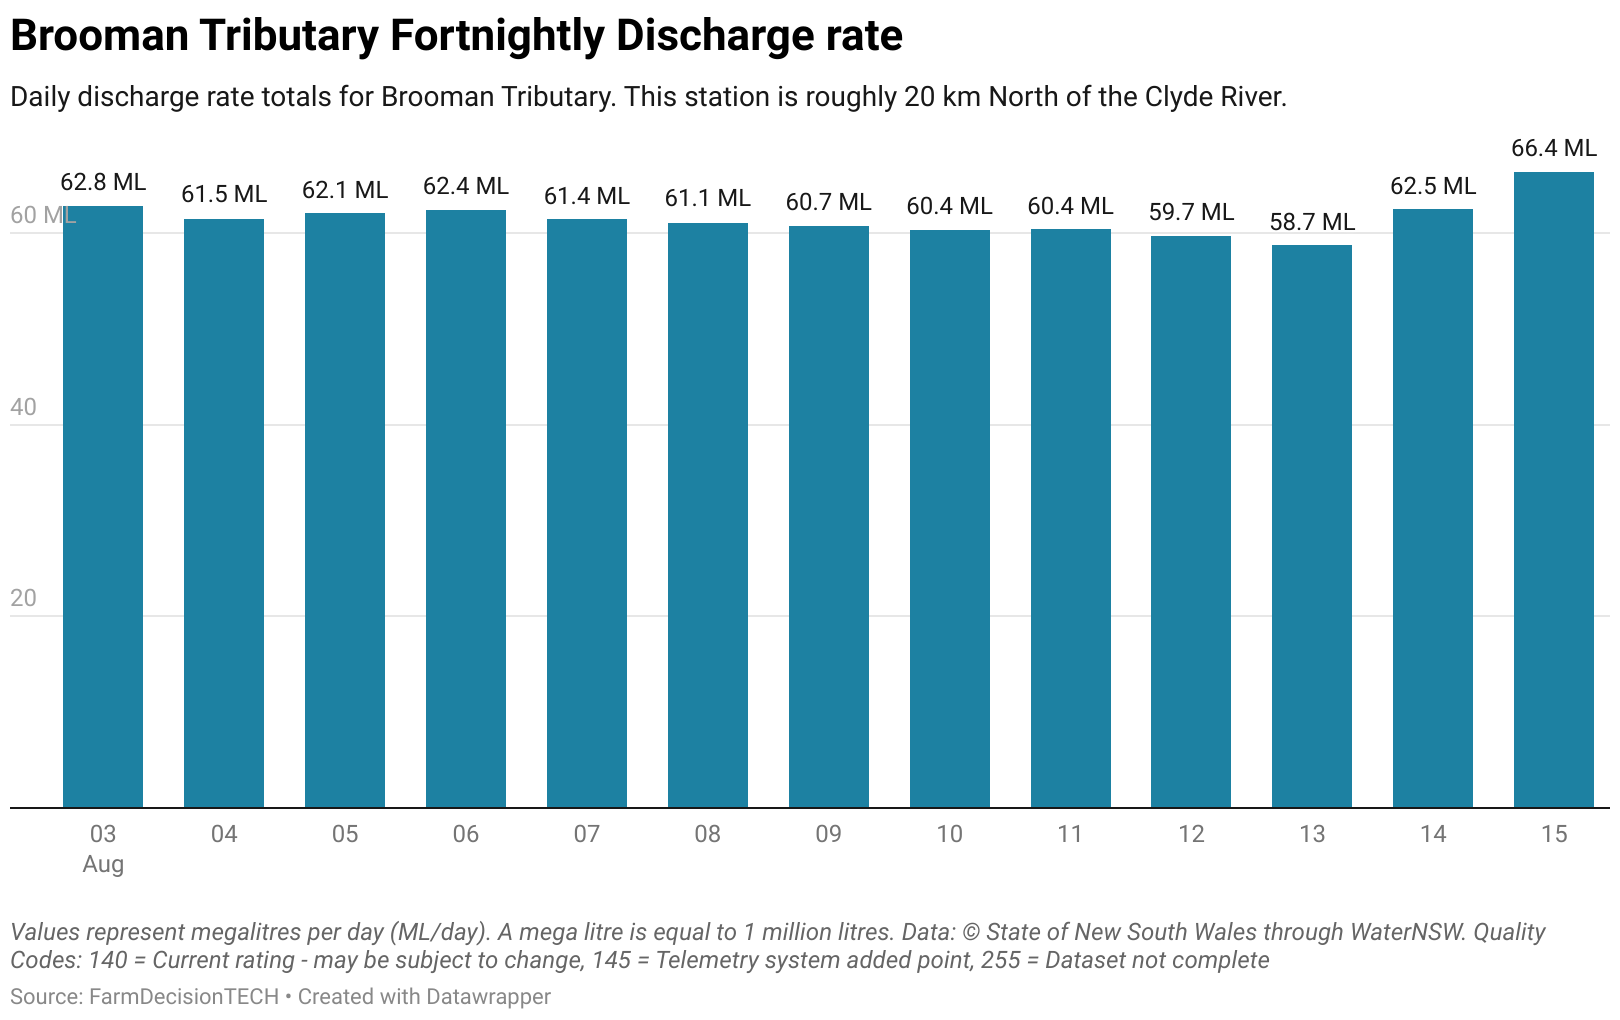 Brooman Tributary Fortnightly Discharge rate
Daily discharge rate totals for Brooman Tributary. This station is roughly 20 km North of the Clyde River.
62.8 ML 61.5 ML 62.1 ML 62.4 ML 61.4 ML 61.1 ML 60.7 ML 60.4 ML 60.4 ML 59.7 ML 58.7 ML 62.5 ML 66.4 ML
60 ML
40
20
03 04 05 06 07 08 09 10 11 12 13 14 15
Aug
Values represent megalitres per day (ML/day). A mega litre is equal to 1 million litres. Data: © State of New South Wales through WaterNSW. Quality
Codes: 140 = Current rating - may be subject to change, 145 = Telemetry system added point, 255 = Dataset not complete
Source: FarmDecisionTECH • Created with Datawrapper